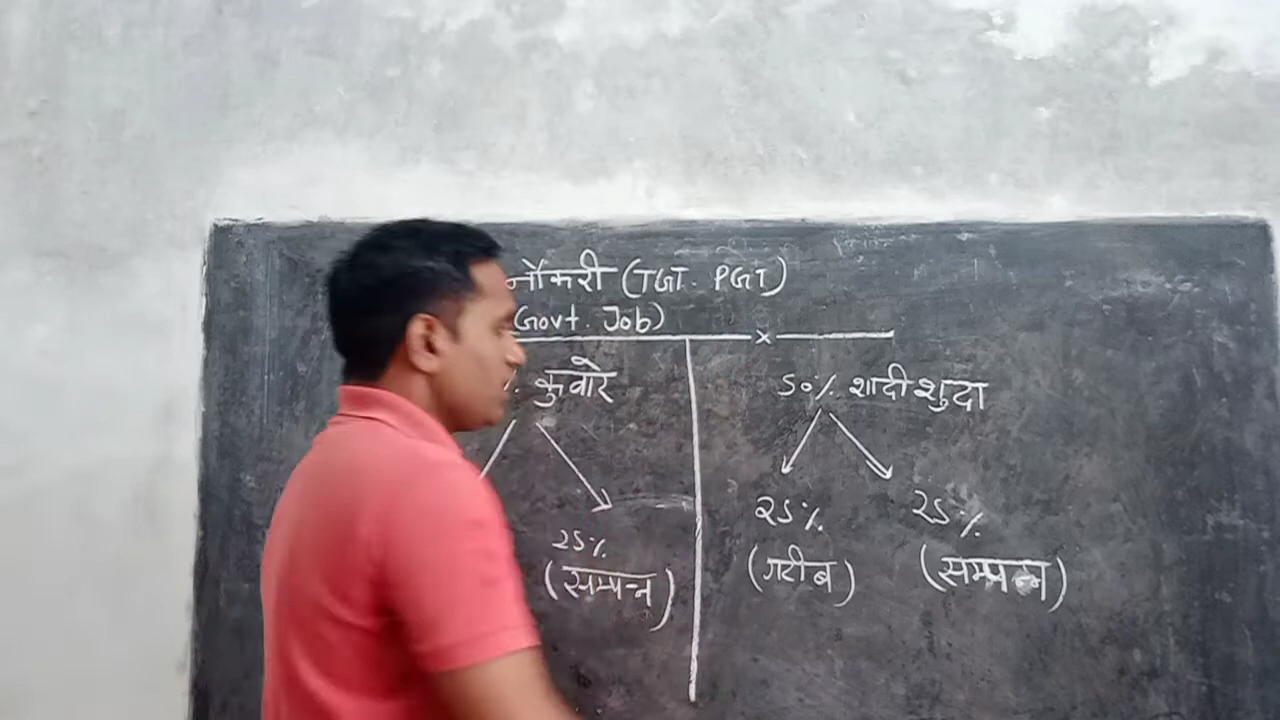 नौकरी (TGT. PGT)
(Govt. Job)
% कुवारे
50% शादीशुदा
25%
(सम्पन्न)
25%
(गरीब)
25%
(सम्पन्न)